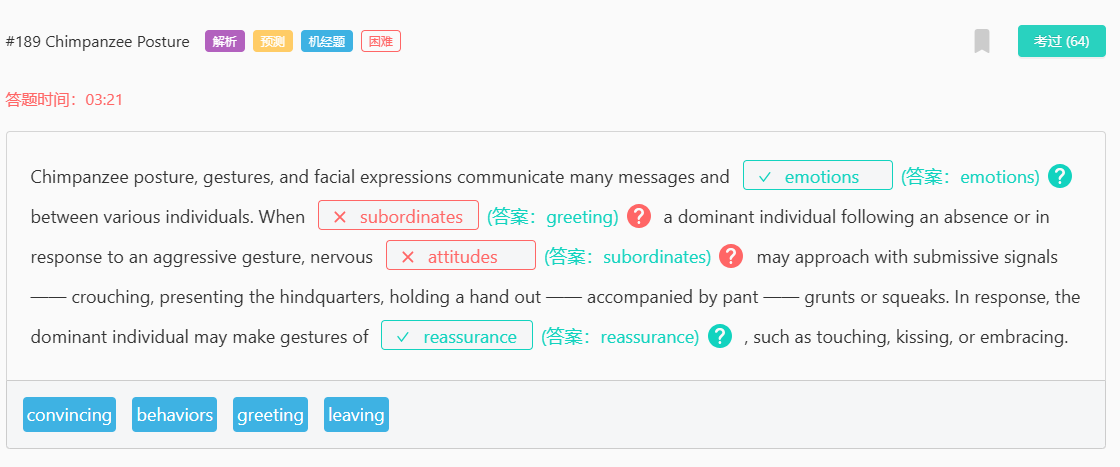 #189 Chimpanzee Posture 解析 预测 机经题 困难 考过 (64)
答题时间：03:21
Chimpanzee posture, gestures, and facial expressions communicate many messages and ✓ emotions (答案：emotions) ?
between various individuals. When ✕ subordinates (答案：greeting) ? a dominant individual following an absence or in
response to an aggressive gesture, nervous ✕ attitudes (答案：subordinates) ? may approach with submissive signals
—— crouching, presenting the hindquarters, holding a hand out —— accompanied by pant —— grunts or squeaks. In response, the
dominant individual may make gestures of ✓ reassurance (答案：reassurance) ? , such as touching, kissing, or embracing.
convincing behaviors greeting leaving